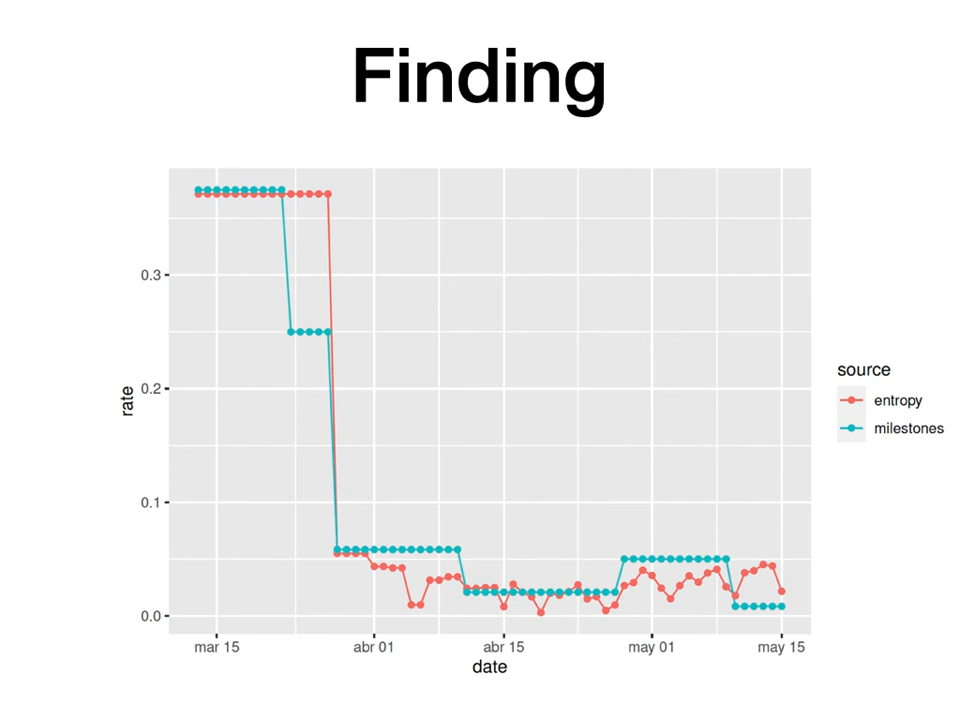 Finding
0.3
0.2
0.1
0.0
rate
mar 15
abr 01
abr 15
may 01
may 15
date
source
entropy
milestones